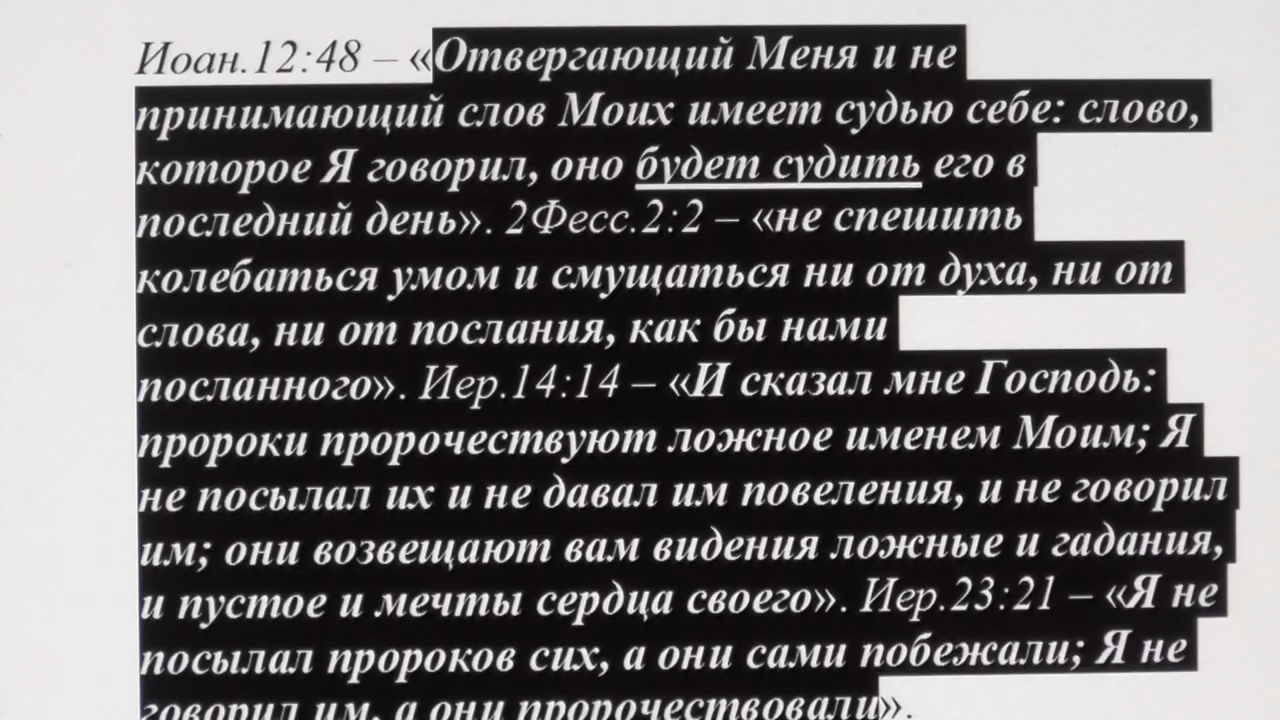 Иоан.12:48 – «Отвергающий Меня и не
принимающий слов Моих имеет судью себе: слово,
которое Я говорил, оно будет судить его в
последний день». 2Фесс.2:2 – «не спешить
колебаться умом и смущаться ни от духа, ни от
слова, ни от послания, как бы нами
посланного». Иер.14:14 – «И сказал мне Господь:
пророки пророчествуют ложное именем Моим; Я
не посылал их и не давал им повеления, и не говорил
им; они возвещают вам видения ложные и гадания,
и пустое и мечты сердца своего». Иер.23:21 – «Я не
посылал пророков сих, а они сами побежали; Я не
говорил им, а они пророчествовали».